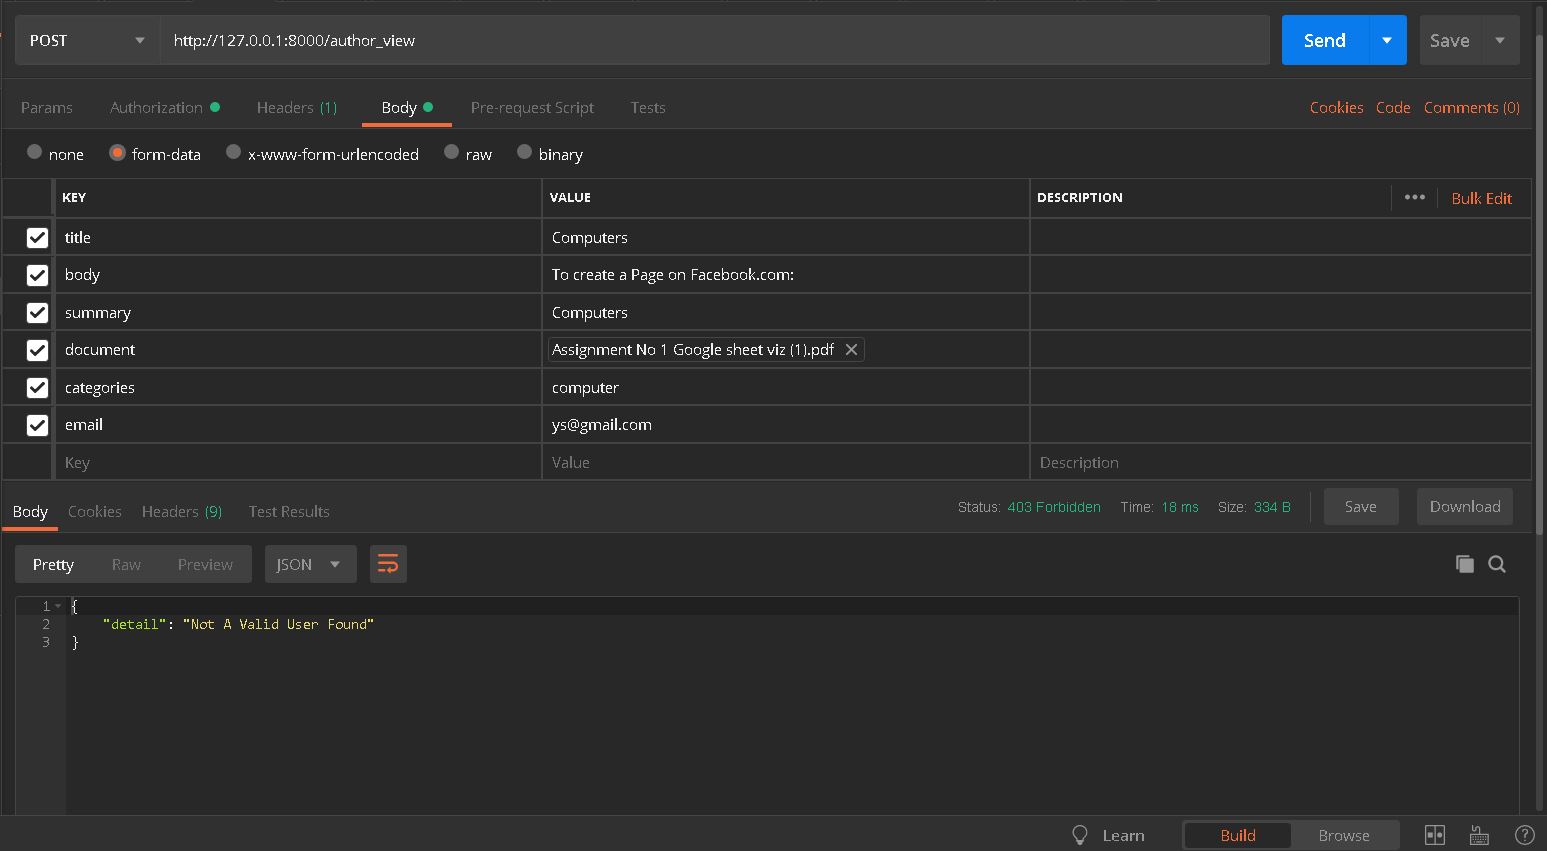 POST http://127.0.0.1:8000/author_view Send Save
Params Authorization Headers (1) Body Pre-request Script Tests Cookies Code Comments (0)
none form-data x-www-form-urlencoded raw binary
KEY VALUE DESCRIPTION ••• Bulk Edit
title Computers
body To create a Page on Facebook.com:
summary Computers
document Assignment No 1 Google sheet viz (1).pdf
categories computer
email ys@gmail.com
Key Value Description
Body Cookies Headers (9) Test Results Status: 403 Forbidden Time: 18 ms Size: 334 B Save Download
Pretty Raw Preview JSON
1 {
2 "detail": "Not A Valid User Found"
3 }
Learn Build Browse ?